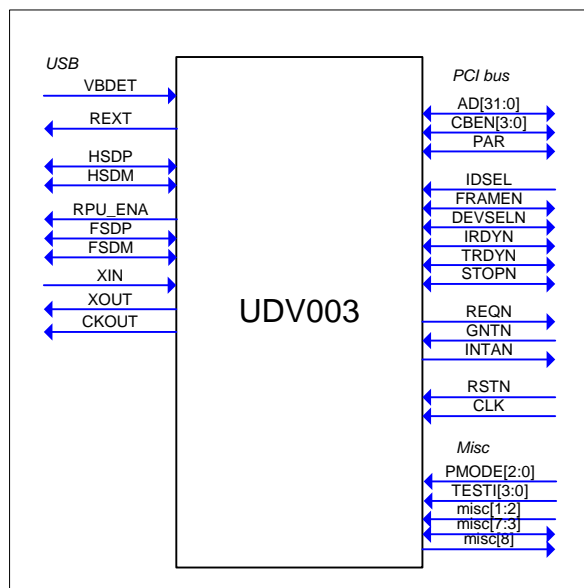 USB
VBDET
REXT
HSDP
HSDM
RPU_ENA
FSDP
FSDM
XIN
XOUT
CKOUT
UDV003
PCI bus
AD[31:0]
CBEN[3:0]
PAR
IDSEL
FRAMEN
DEVSELN
IRDYN
TRDYN
STOPN
REQN
GNTN
INTAN
RSTN
CLK
Misc
PMODE[2:0]
TESTI[3:0]
misc[1:2]
misc[7:3]
misc[8]